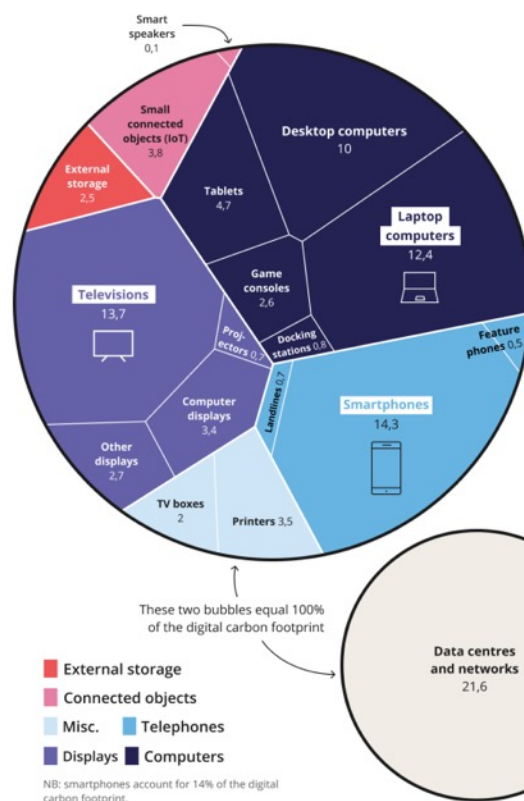 Smart
speakers
0,1
Small
connected
objects (IoT)
3,8
External
storage
2,5
Desktop computers
10
Tablets
4,7
Laptop
computers
12,4
Game
consoles
2,6
Docking
stations 0,8
Feature
phones 0,5
Televisions
13,7
Proj-
ectors 0,7
Computer
displays
3,4
Other
displays
2,7
Landlines 0,7
Smartphones
14,3
TV boxes
2
Printers 3,5
These two bubbles equal 100%
of the digital carbon footprint
Data centres
and networks
21,6
External storage
Connected objects
Misc.
Telephones
Displays
Computers
NB: smartphones account for 14% of the digital
carbon footprint.